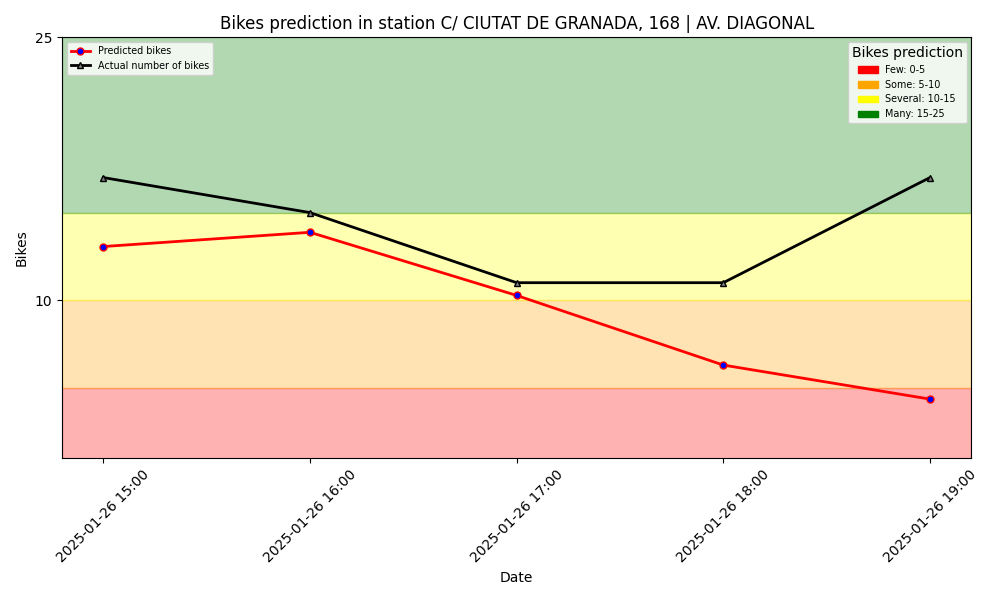 Bikes prediction in station C/ CIUTAT DE GRANADA, 168 | AV. DIAGONAL
25
Predicted bikes
Actual number of bikes
Bikes prediction
Few: 0-5
Some: 5-10
Several: 10-15
Many: 15-25
Bikes
10
2025-01-26 15:00
2025-01-26 16:00
2025-01-26 17:00
2025-01-26 18:00
2025-01-26 19:00
Date